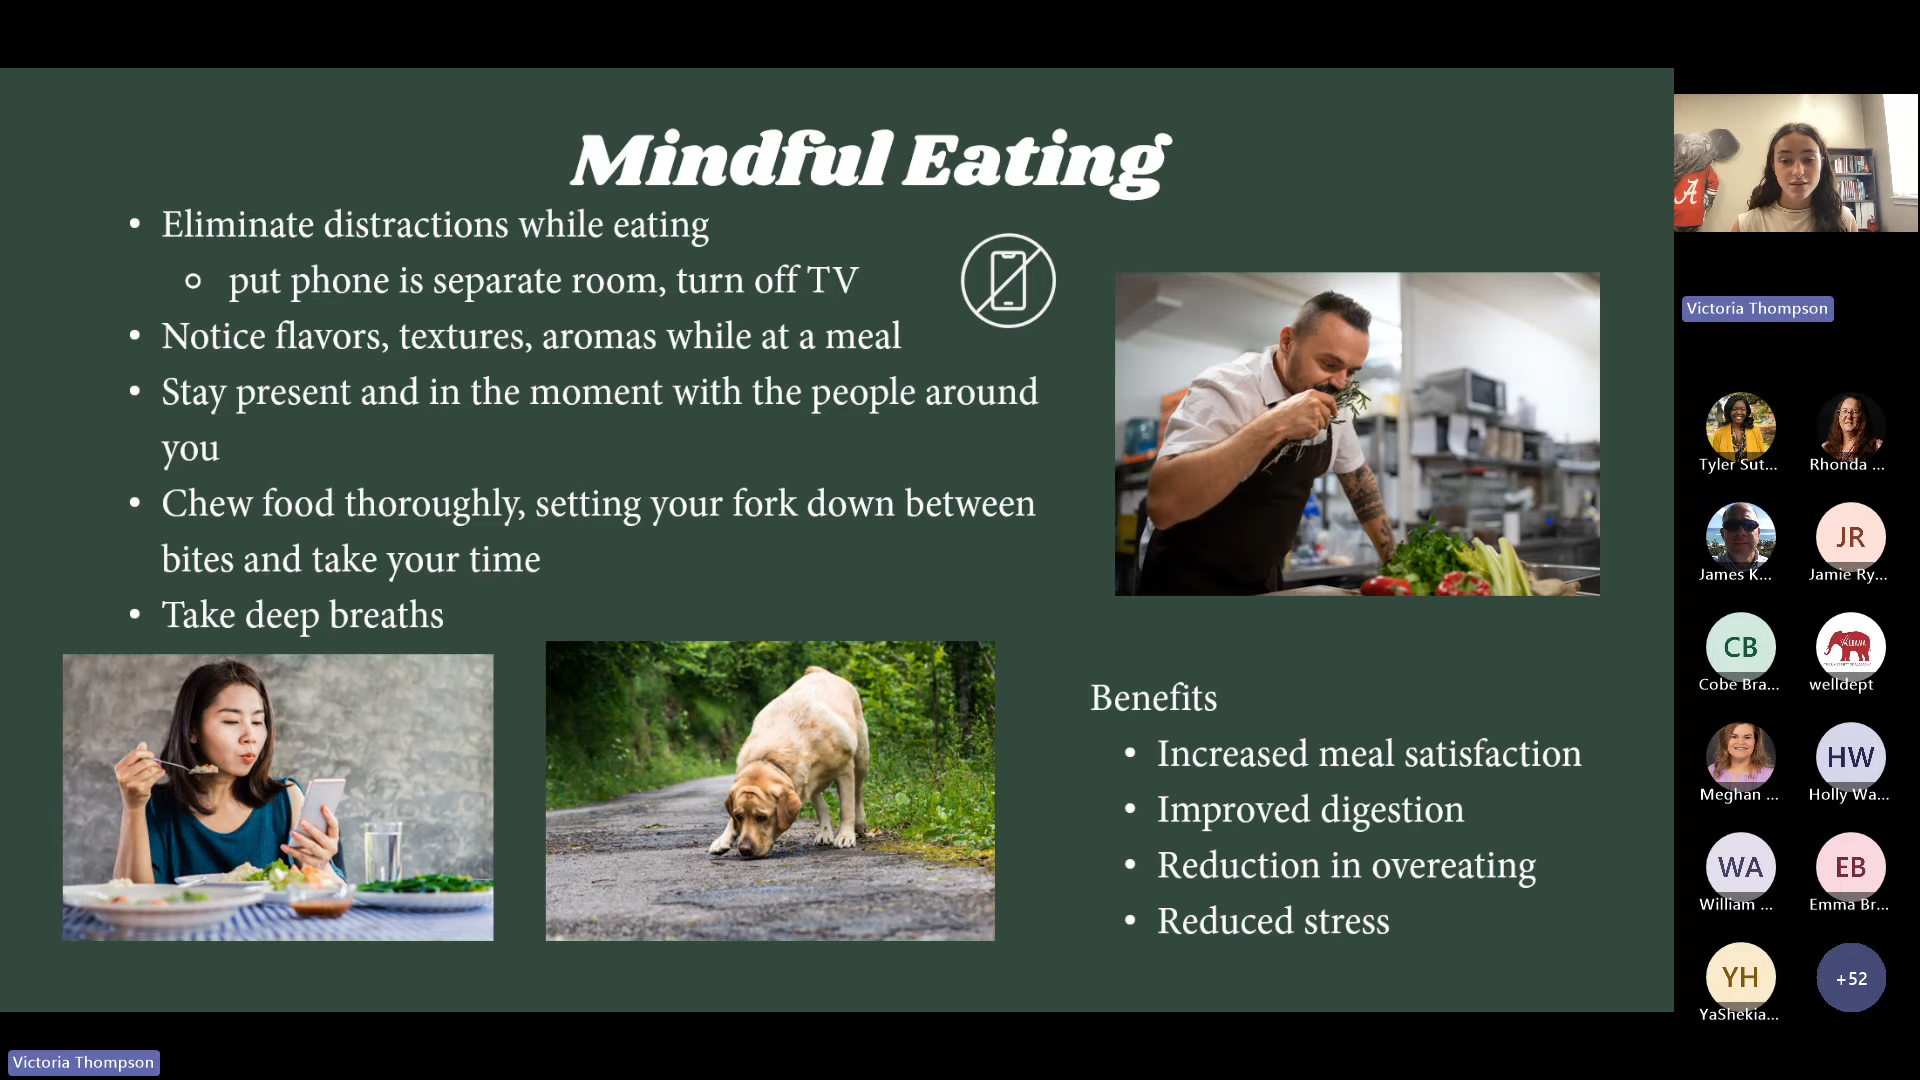 Mindful Eating
• Eliminate distractions while eating
○ put phone is separate room, turn off TV
• Notice flavors, textures, aromas while at a meal
• Stay present and in the moment with the people around
you
• Chew food thoroughly, setting your fork down between
bites and take your time
• Take deep breaths
Benefits
• Increased meal satisfaction
• Improved digestion
• Reduction in overeating
• Reduced stress
A
Victoria Thompson
Tyler Sut...
Rhonda ...
James K...
JR
Jamie Ry...
CB
Cobe Bra...
welldept
Meghan ...
HW
Holly Wa...
WA
William ...
EB
Emma Br...
YH
YaShekia...
+52
Victoria Thompson